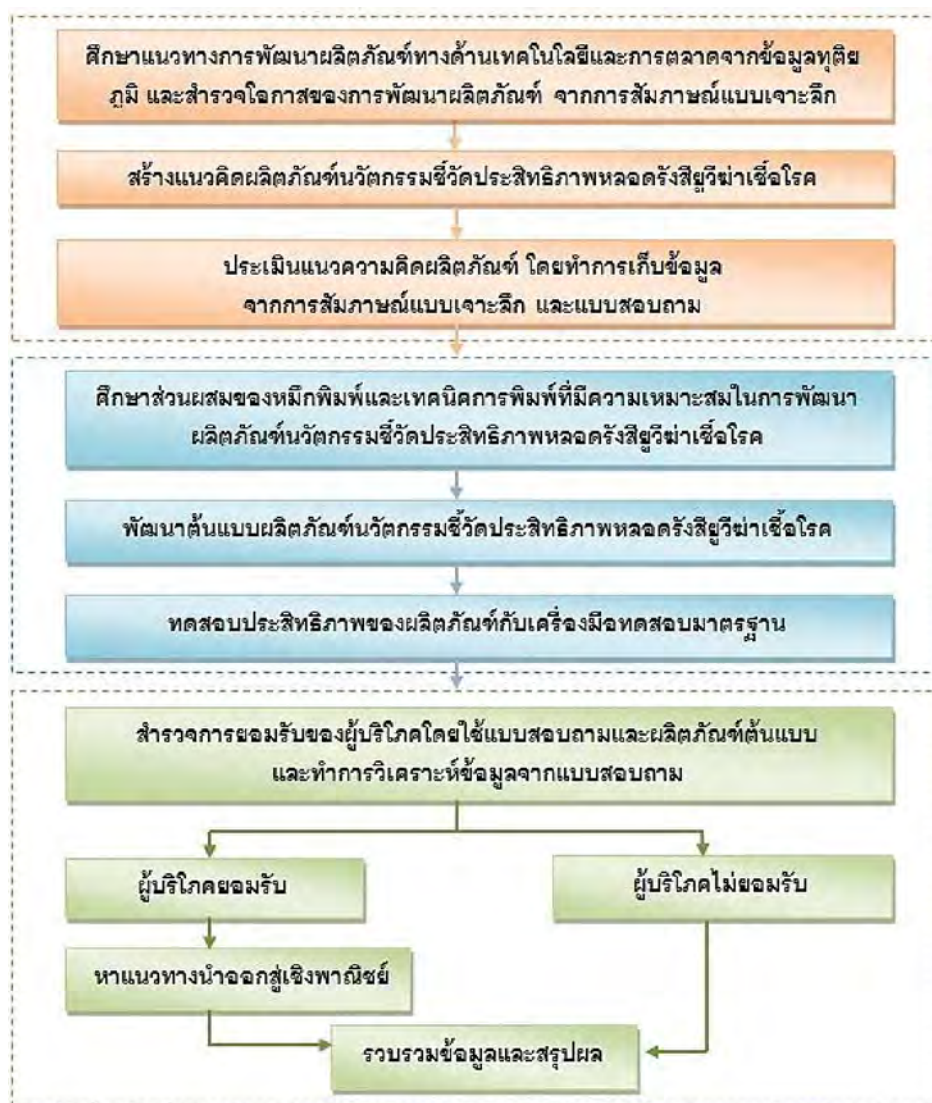 ศึกษาแนวทางการพัฒนาผลิตภัณฑ์ทางด้านเทคโนโลยีและการตลาดจากข้อมูลทุติย
ภูมิ และสำรวจโอกาสของการพัฒนาผลิตภัณฑ์ จากการสัมภาษณ์แบบเจาะลึก
สร้างแนวคิดผลิตภัณฑ์นวัตกรรมชี้วัดประสิทธิภาพหลอดรังสียูวีฆ่าเชื้อโรค
ประเมินแนวความคิดผลิตภัณฑ์ โดยทำการเก็บข้อมูล
จากการสัมภาษณ์แบบเจาะลึก และแบบสอบถาม
ศึกษาส่วนผสมของหมึกพิมพ์และเทคนิคการพิมพ์ที่มีความเหมาะสมในการพัฒนา
ผลิตภัณฑ์นวัตกรรมชี้วัดประสิทธิภาพหลอดรังสียูวีฆ่าเชื้อโรค
พัฒนาต้นแบบผลิตภัณฑ์นวัตกรรมชี้วัดประสิทธิภาพหลอดรังสียูวีฆ่าเชื้อโรค
ทดสอบประสิทธิภาพของผลิตภัณฑ์กับเครื่องมือทดสอบมาตรฐาน
สำรวจการยอมรับของผู้บริโภคโดยใช้แบบสอบถามและผลิตภัณฑ์ต้นแบบ
และทำการวิเคราะห์ข้อมูลจากแบบสอบถาม
ผู้บริโภคยอมรับ
ผู้บริโภคไม่ยอมรับ
หาแนวทางนำออกสู่เชิงพาณิชย์
รวบรวมข้อมูลและสรุปผล